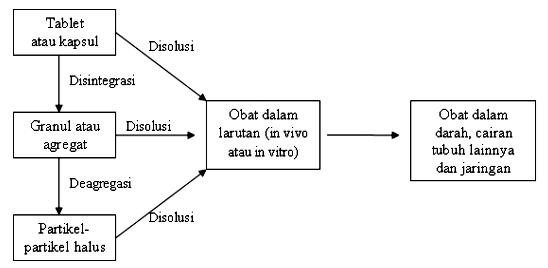 Tablet
atau kapsul
Disolusi
Disintegrasi
Granul atau
agregat
Disolusi
Obat dalam
larutan (in vivo
atau in vitro)
Obat dalam
darah, cairan
tubuh lainnya
dan jaringan
Deagregasi
Disolusi
Partikel-
partikel halus